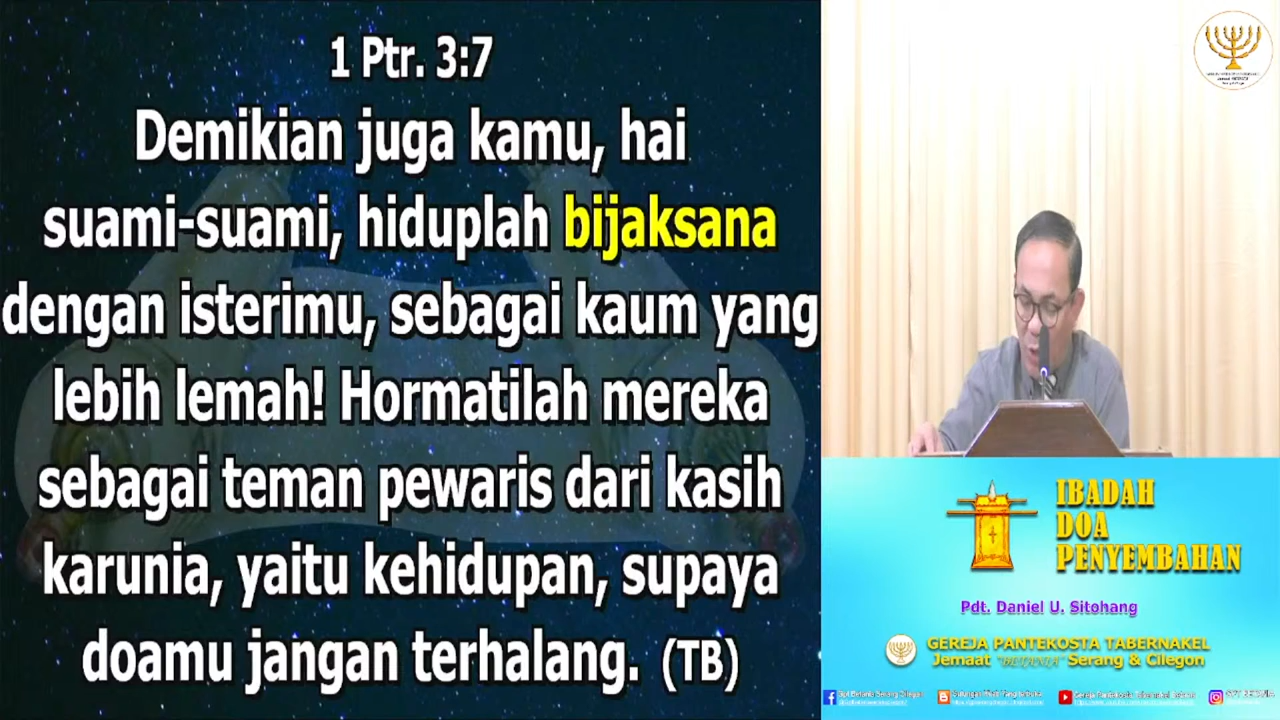 1 Ptr. 3:7
Demikian juga kamu, hai
suami-suami, hiduplah bijaksana
dengan isterimu, sebagai kaum yang
lebih lemah! Hormatilah mereka
sebagai teman pewaris dari kasih
karunia, yaitu kehidupan, supaya
doamu jangan terhalang. (TB)
IBADAH
DOA
PENYEMBAHAN
Pdt. Daniel U. Sitohang
GEREJA PANTEKOSTA TABERNAKEL
Jemaat "BETANIA" Serang & Cilegon